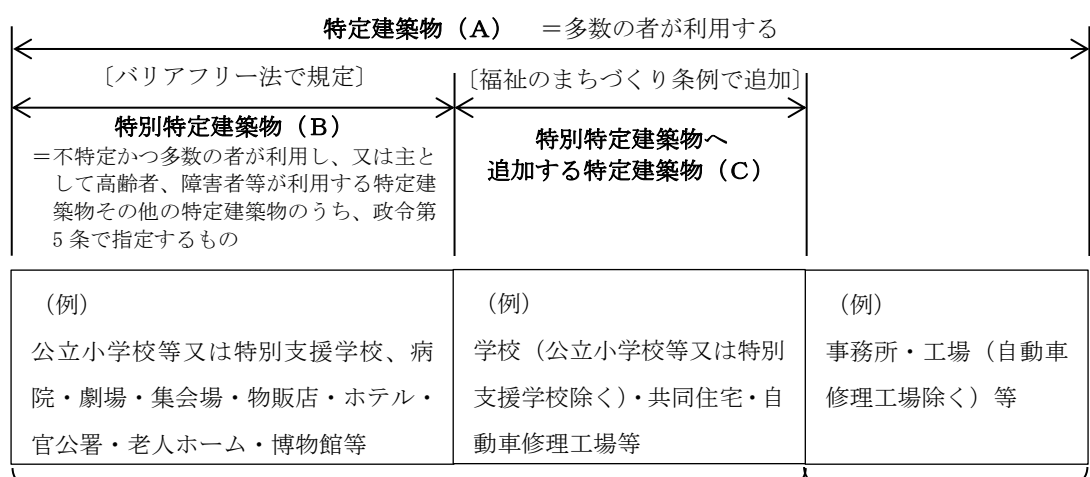 特定建築物(A) =多数の者が利用する
〔バリアフリー法で規定〕
〔福祉のまちづくり条例で追加〕
特別特定建築物(B)
=不特定かつ多数の者が利用し、又は主と
して高齢者、障害者等が利用する特定建
築物その他の特定建築物のうち、政令第
5条で指定するもの
特別特定建築物へ
追加する特定建築物(C)
(例)
公立小学校等又は特別支援学校、病
院・劇場・集会場・物販店・ホテル・
官公署・老人ホーム・博物館等
(例)
学校(公立小学校等又は特別
支援学校除く)・共同住宅・自
動車修理工場等
(例)
事務所・工場(自動車
修理工場除く)等